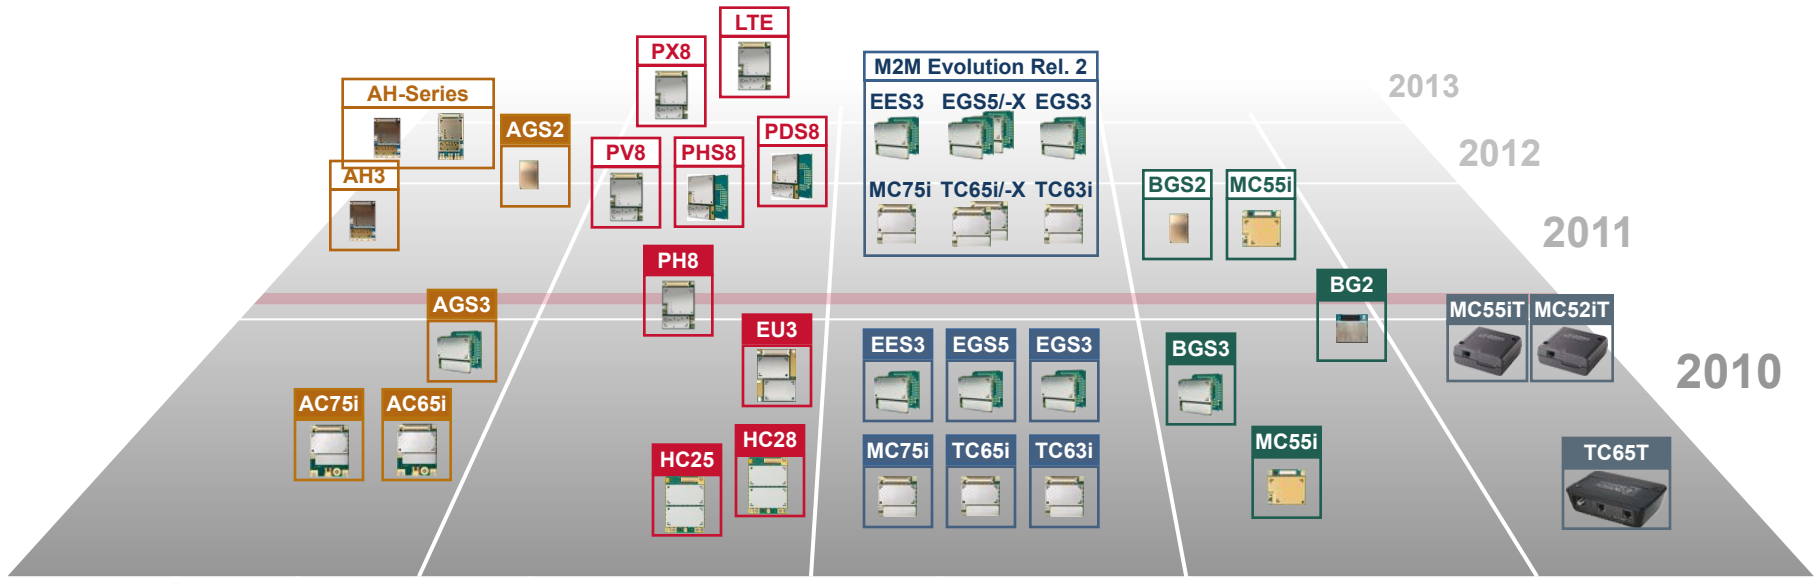 LTE
PX8
M2M Evolution Rel. 2
2013
AH-Series
EES3 EGS5/-X EGS3
AGS2
PDS8
PV8 PHS8
2012
AH3
MC75i TC65i/-X TC63i
BGS2 MC55i
2011
PH8
BG2
AGS3
MC55iT MC52iT
EU3
EES3 EGS5 EGS3
BGS3
2010
AC75i AC65i
HC28
HC25
MC75i TC65i TC63i
MC55i
TC65T